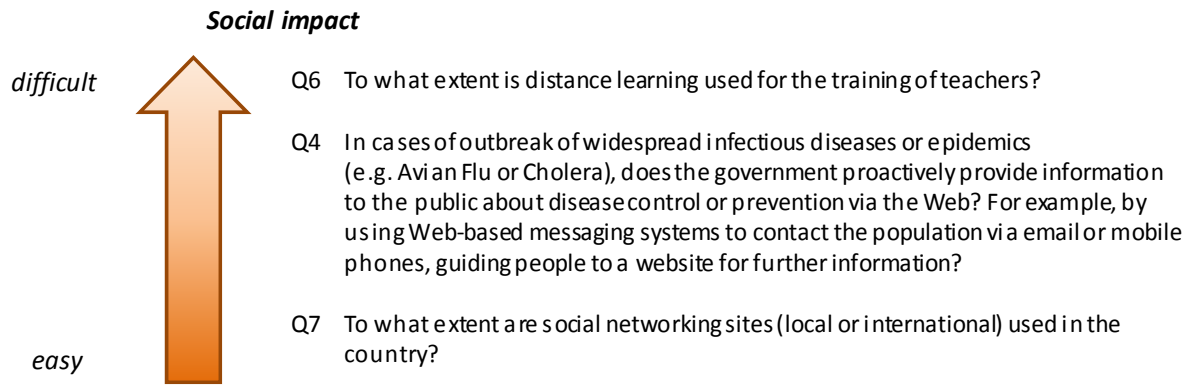 Social impact
difficult
Q6 To what extent is distance learning used for the training of teachers?
Q4 In cases of outbreak of widespread infectious diseases or epidemics
(e.g. Avian Flu or Cholera), does the government proactively provide information
to the public about disease control or prevention via the Web? For example, by
using Web-based messaging systems to contact the population via email or mobile
phones, guiding people to a website for further information?
Q7 To what extent are social networking sites (local or international) used in the
country?
easy